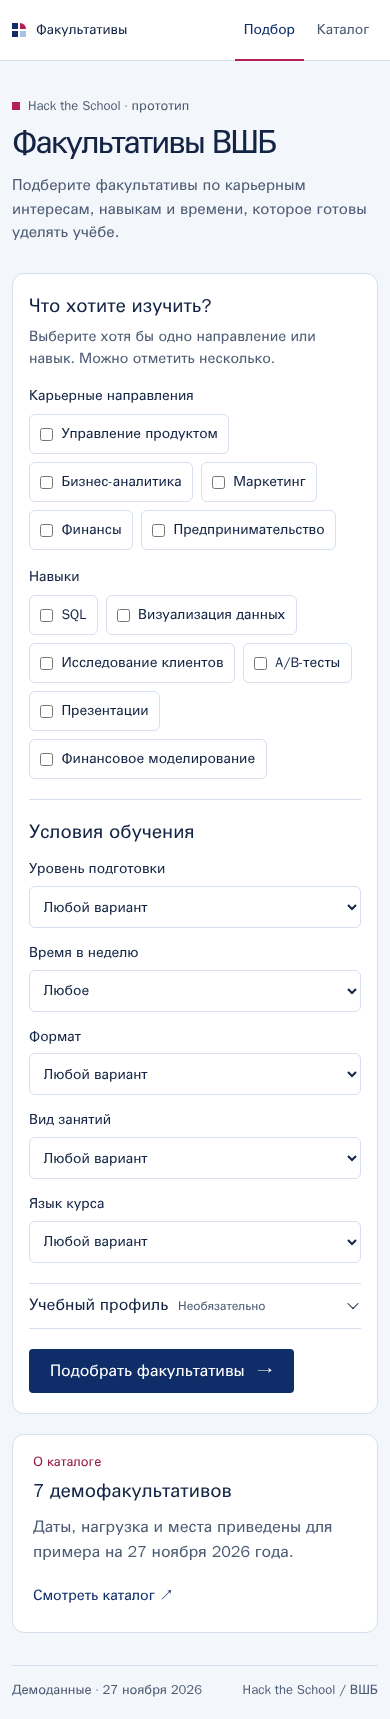 Факультативы
Подбор
Каталог
Hack the School · прототип
Факультативы ВШБ
Подберите факультативы по карьерным
интересам, навыкам и времени, которое готовы
уделять учёбе.
Что хотите изучить?
Выберите хотя бы одно направление или
навык. Можно отметить несколько.
Карьерные направления
Управление продуктом
Бизнес-аналитика
Маркетинг
Финансы
Предпринимательство
Навыки
SQL
Визуализация данных
Исследование клиентов
A/B-тесты
Презентации
Финансовое моделирование
Условия обучения
Уровень подготовки
Любой вариант
Время в неделю
Любое
Формат
Любой вариант
Вид занятий
Любой вариант
Язык курса
Любой вариант
Учебный профиль Необязательно
Подобрать факультативы →
О каталоге
7 демофакультативов
Даты, нагрузка и места приведены для
примера на 27 ноября 2026 года.
Смотреть каталог ↗
Демоданные · 27 ноября 2026
Hack the School / ВШБ